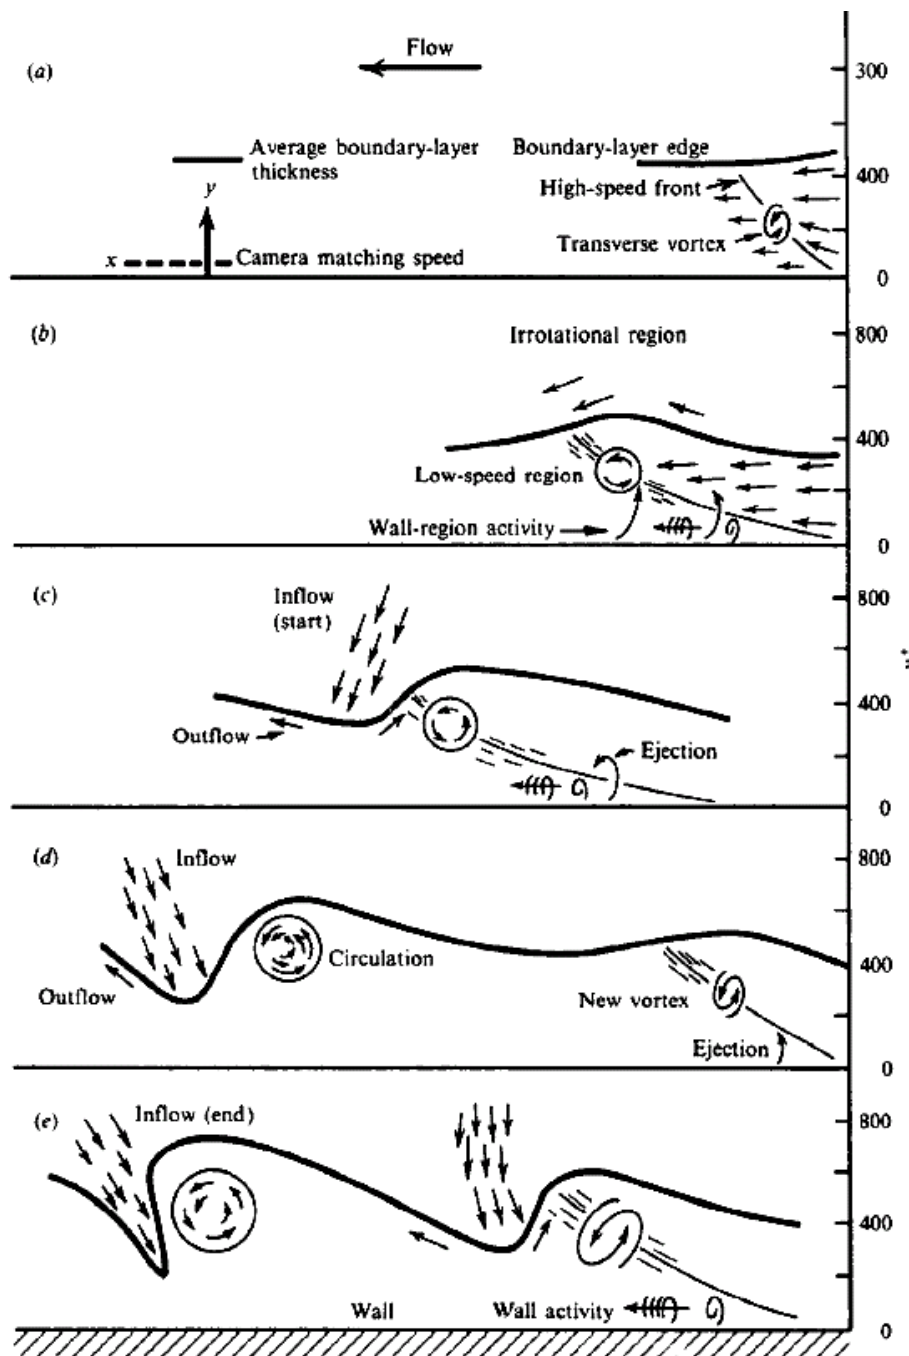 (a)
Flow
300
Average boundary-layer
thickness
Boundary-layer edge
400
High-speed front
y
Transverse vortex
x
Camera matching speed
0
(b)
Irrotational region
800
400
Low-speed region
Wall-region activity
0
(c)
Inflow
(start)
800
400
Outflow
Ejection
0
(d)
Inflow
800
Circulation
400
Outflow
New vortex
Ejection
0
(e)
Inflow (end)
800
400
Wall
Wall activity
0